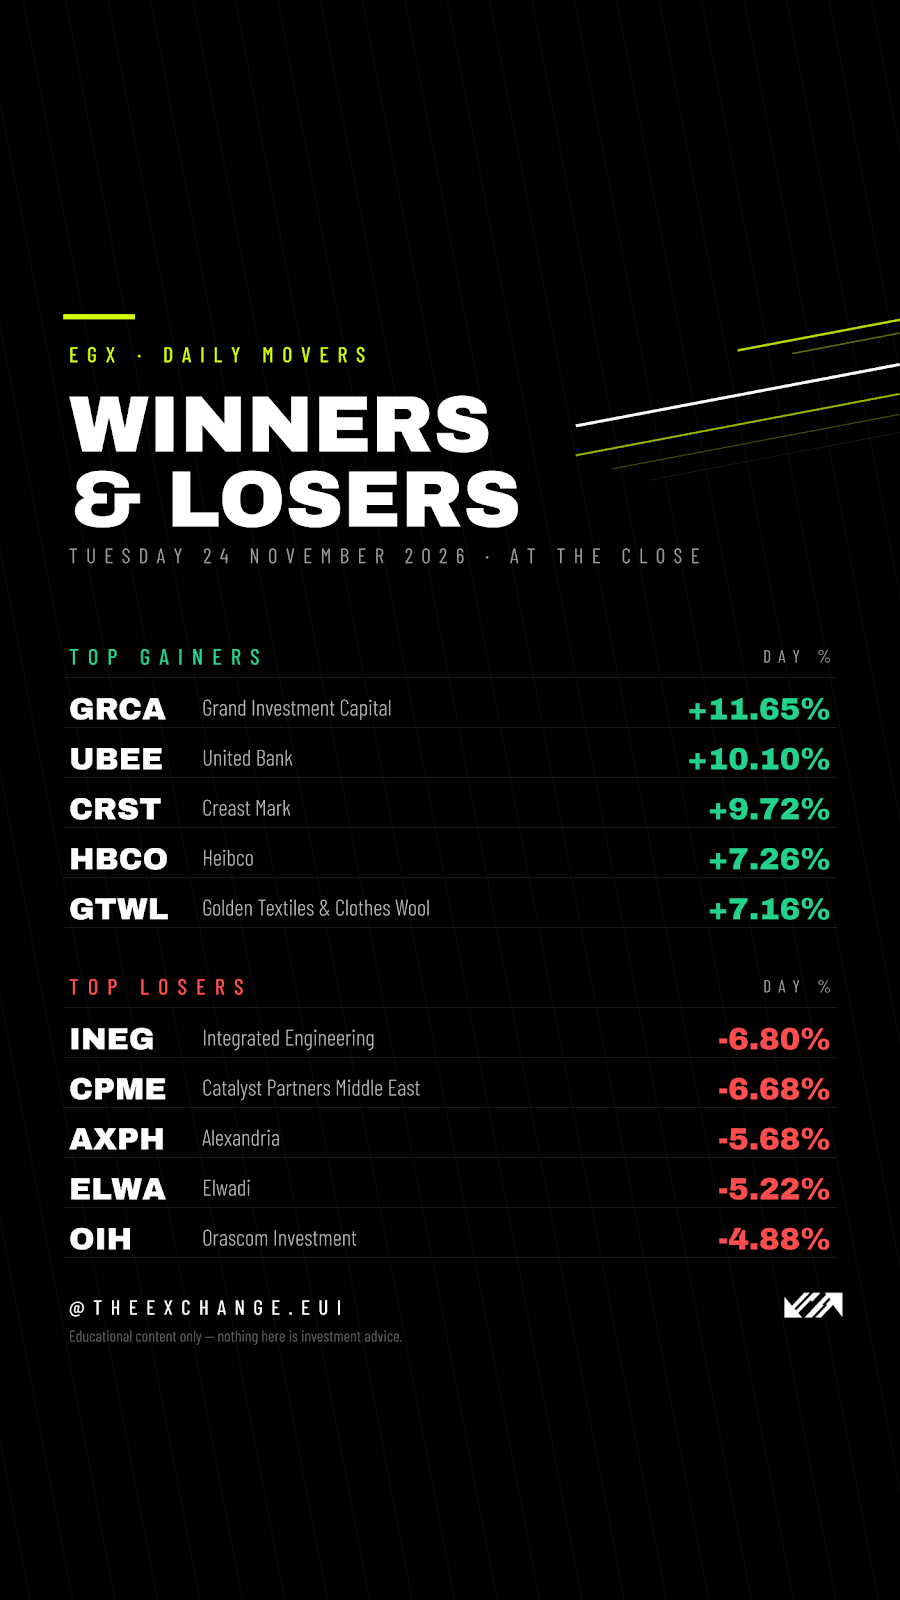 EGX · DAILY MOVERS
WINNERS
& LOSERS
TUESDAY 24 NOVEMBER 2026 · AT THE CLOSE
TOP GAINERS DAY %
GRCA Grand Investment Capital +11.65%
UBEE United Bank +10.10%
CRST Creast Mark +9.72%
HBCO Heibco +7.26%
GTWL Golden Textiles & Clothes Wool +7.16%
TOP LOSERS DAY %
INEG Integrated Engineering -6.80%
CPME Catalyst Partners Middle East -6.68%
AXPH Alexandria -5.68%
ELWA Elwadi -5.22%
OIH Orascom Investment -4.88%
@THEEXCHANGE.EUI
Educational content only — nothing here is investment advice.